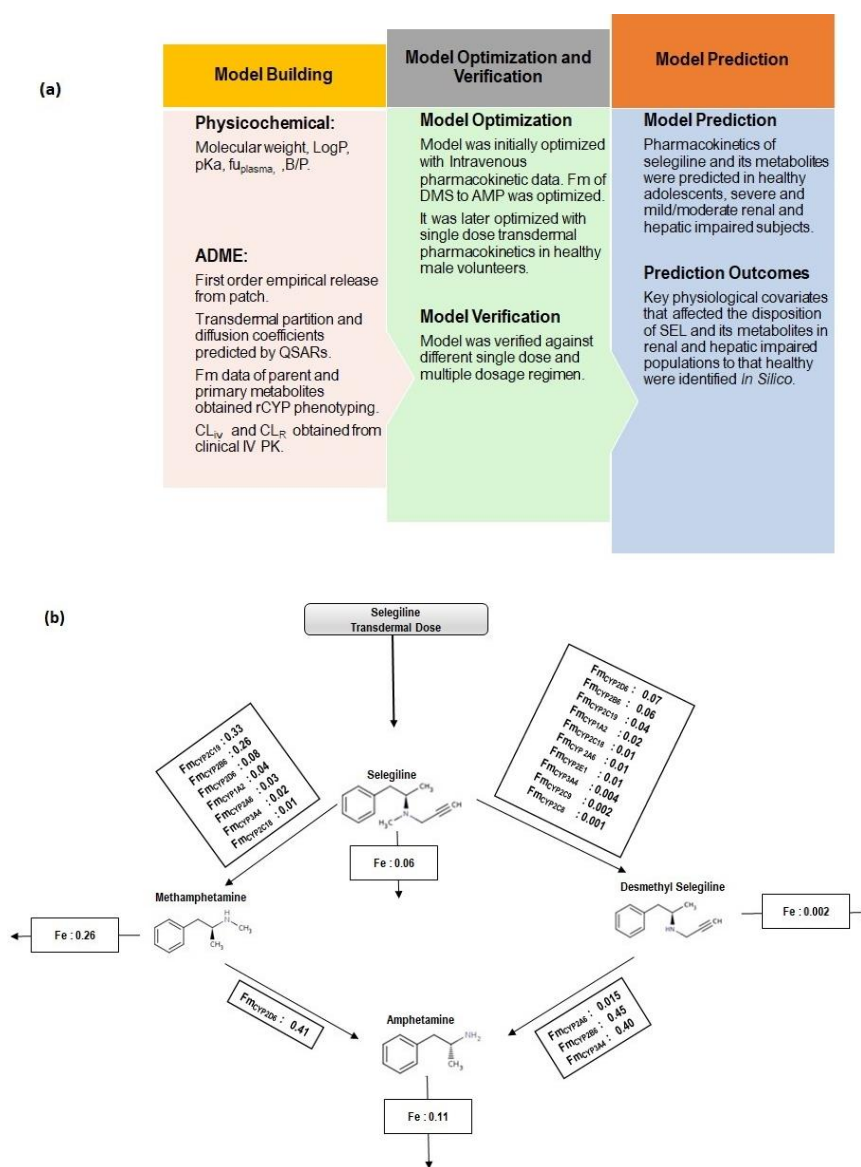 (a)
Model Building
Physicochemical:
Molecular weight, LogP,
pKa, fuplasma, ,B/P.
ADME:
First order empirical release
from patch.
Transdermal partition and
diffusion coefficients
predicted by QSARs.
Fm data of parent and
primary metabolites
obtained rCYP phenotyping.
CLiv and CLR obtained from
clinical IV PK.
Model Optimization and
Verification
Model Optimization
Model was initially optimized
with Intravenous
pharmacokinetic data. Fm of
DMS to AMP was optimized.
It was later optimized with
single dose transdermal
pharmacokinetics in healthy
male volunteers.
Model Verification
Model was verified against
different single dose and
multiple dosage regimen.
Model Prediction
Model Prediction
Pharmacokinetics of
selegiline and its metabolites
were predicted in healthy
adolescents, severe and
mild/moderate renal and
hepatic impaired subjects.
Prediction Outcomes
Key physiological covariates
that affected the disposition
of SEL and its metabolites in
renal and hepatic impaired
populations to that healthy
were identified In Silico.
(b)
Selegiline
Transdermal Dose
FmCYP2C19 : 0.33
FmCYP2B6 : 0.26
FmCYP2D6 : 0.08
FmCYP1A2 : 0.04
FmCYP2A6 : 0.03
FmCYP3A4 : 0.02
FmCYP2C18 : 0.01
FmCYP2D6 : 0.07
FmCYP2B6 : 0.06
FmCYP2C19 : 0.04
FmCYP1A2 : 0.02
FmCYP2C18 : 0.01
FmCYP 2A6 : 0.01
FmCYP2E1 : 0.01
FmCYP3A4 : 0.004
FmCYP2C9 : 0.002
FmCYP2C8 : 0.001
Selegiline
CH3
H3C
N
CH
Fe : 0.06
Methamphetamine
H
N
CH3
CH3
Fe : 0.26
Desmethyl Selegiline
CH3
HN
CH
Fe : 0.002
FmCYP2D6 : 0.41
FmCYP2A6 : 0.015
FmCYP2B6 : 0.45
FmCYP3A4 : 0.40
Amphetamine
NH2
CH3
Fe : 0.11